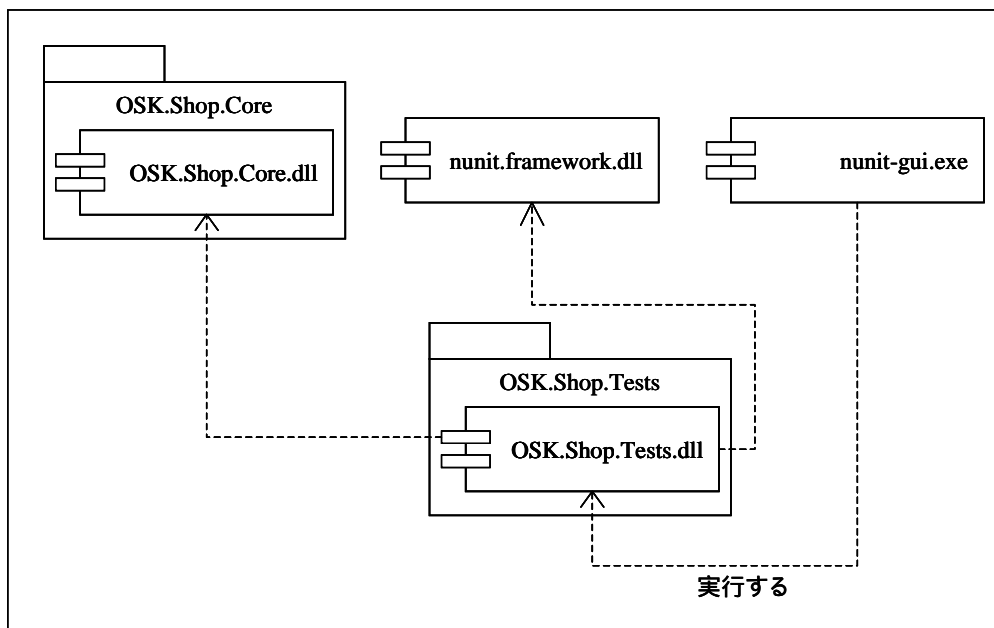 OSK.Shop.Core
OSK.Shop.Core.dll
nunit.framework.dll
nunit-gui.exe
OSK.Shop.Tests
OSK.Shop.Tests.dll
実行する